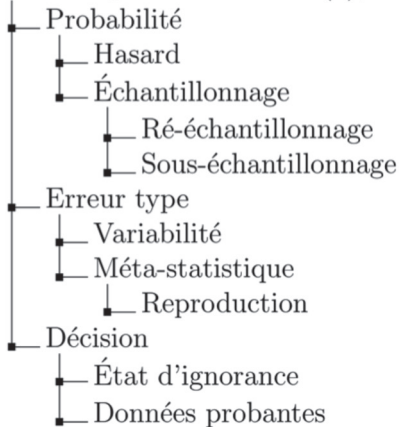 Probabilité
Hasard
Échantillonnage
Ré-échantillonnage
Sous-échantillonnage
Erreur type
Variabilité
Méta-statistique
Reproduction
Décision
État d'ignorance
Données probantes